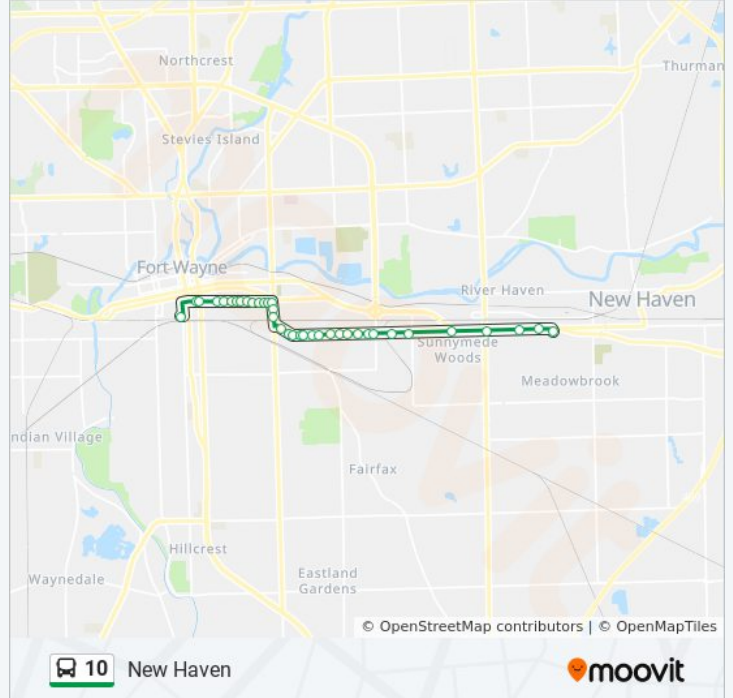 Northcrest
Thurman
Stevies Island
Fort Wayne
River Haven
New Haven
Sunnymede
Woods
Meadowbrook
ndian Village
Fairfax
Hillcrest
Eastland
Gardens
Waynedale
© OpenStreetMap contributors | © OpenMapTiles
10 New Haven
moovit